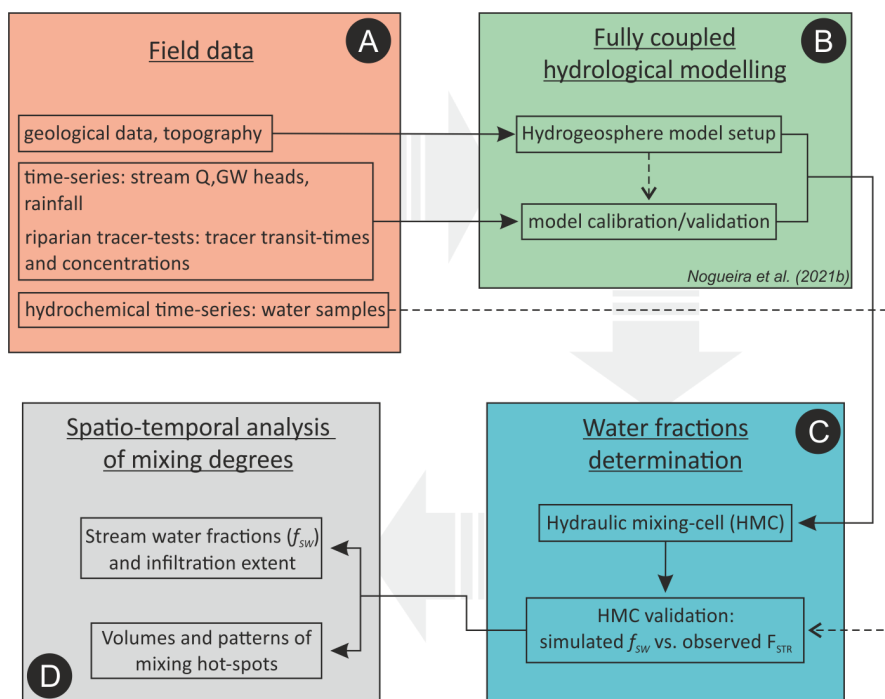 A
Field data
geological data, topography
time-series: stream Q,GW heads,
rainfall
riparian tracer-tests: tracer transit-times
and concentrations
hydrochemical time-series: water samples
B
Fully coupled
hydrological modelling
Hydrogeosphere model setup
model calibration/validation
Nogueira et al. (2021b)
C
Water fractions
determination
Hydraulic mixing-cell (HMC)
HMC validation:
simulated fSW vs. observed FSTR
Spatio-temporal analysis
of mixing degrees
Stream water fractions (fSW)
and infiltration extent
Volumes and patterns of
mixing hot-spots
D